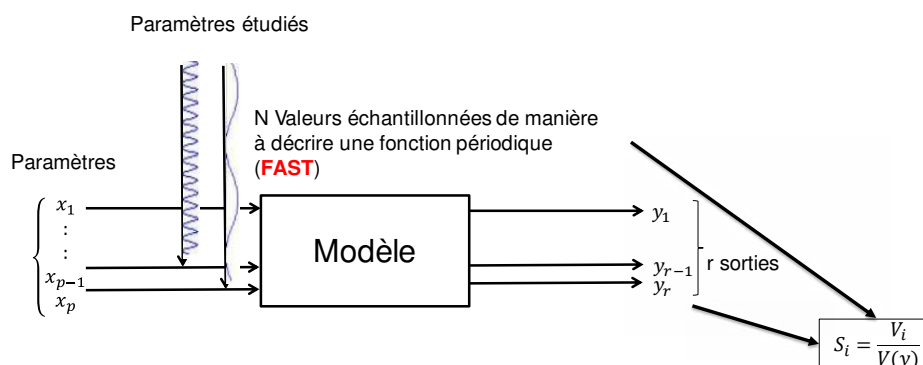 Paramètres étudiés
N Valeurs échantillonnées de manière
à décrire une fonction périodique
(FAST)
Paramètres
x₁
:
:
xₚ₋₁
xₚ
Modèle
y₁
yᵣ₋₁
yᵣ
r sorties
Sᵢ = Vᵢ / V(y)